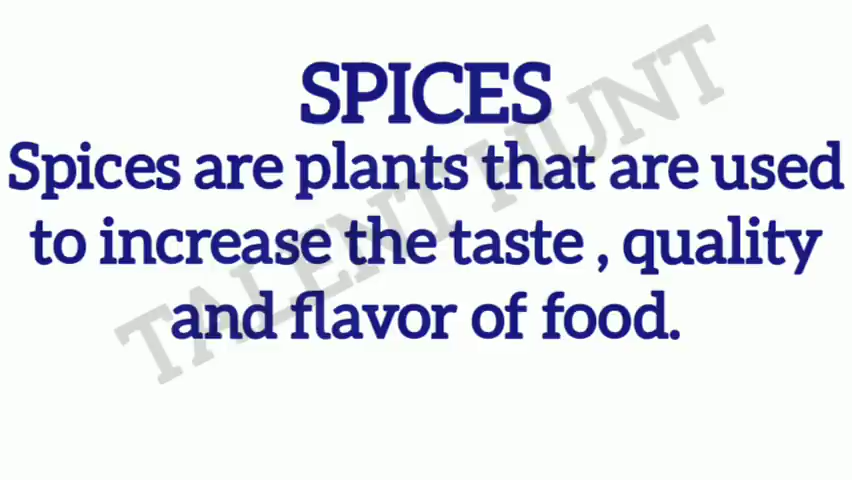 SPICES
Spices are plants that are used
to increase the taste , quality
and flavor of food.
TALENT HUNT